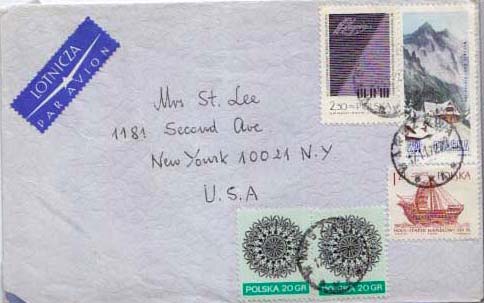 LOTNICZA
PAR AVION
Mrs St. Lee
1181 Second Ave
New Yourk 10021 N.Y
U.S.A
2.50 POLSKA
POLSKA
POLSKA 20 GR
POLSKA 20 GR